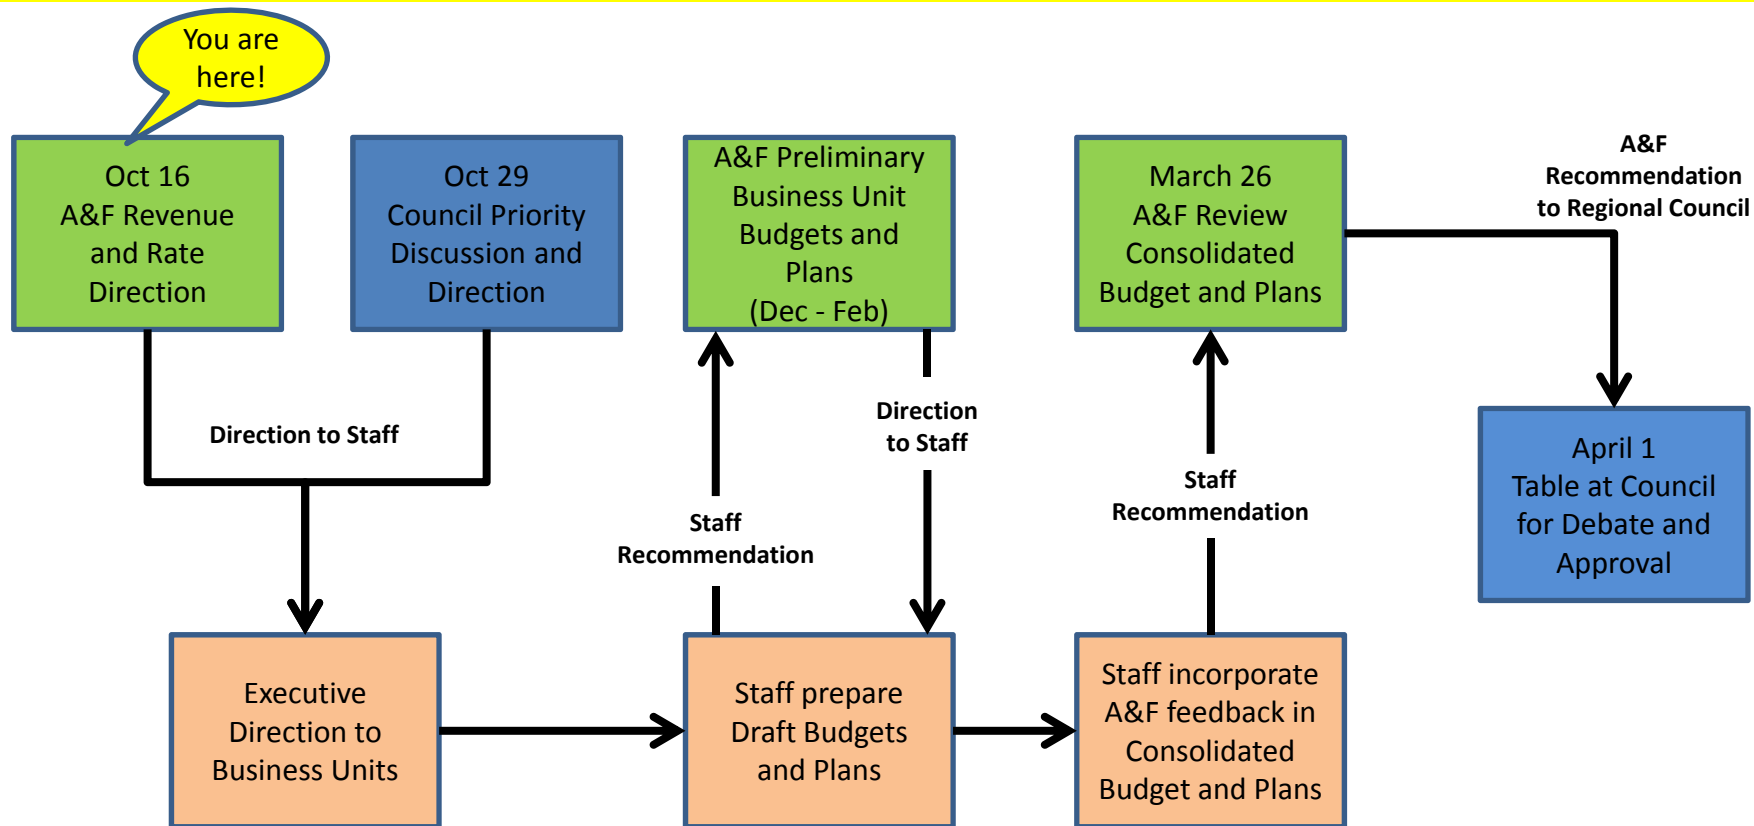 You are
here!
Oct 16
A&F Revenue
and Rate
Direction
Oct 29
Council Priority
Discussion and
Direction
A&F Preliminary
Business Unit
Budgets and
Plans
(Dec - Feb)
March 26
A&F Review
Consolidated
Budget and Plans
A&F
Recommendation
to Regional Council
Direction to Staff
Staff
Recommendation
Direction
to Staff
Staff
Recommendation
April 1
Table at Council
for Debate and
Approval
Executive
Direction to
Business Units
Staff prepare
Draft Budgets
and Plans
Staff incorporate
A&F feedback in
Consolidated
Budget and Plans